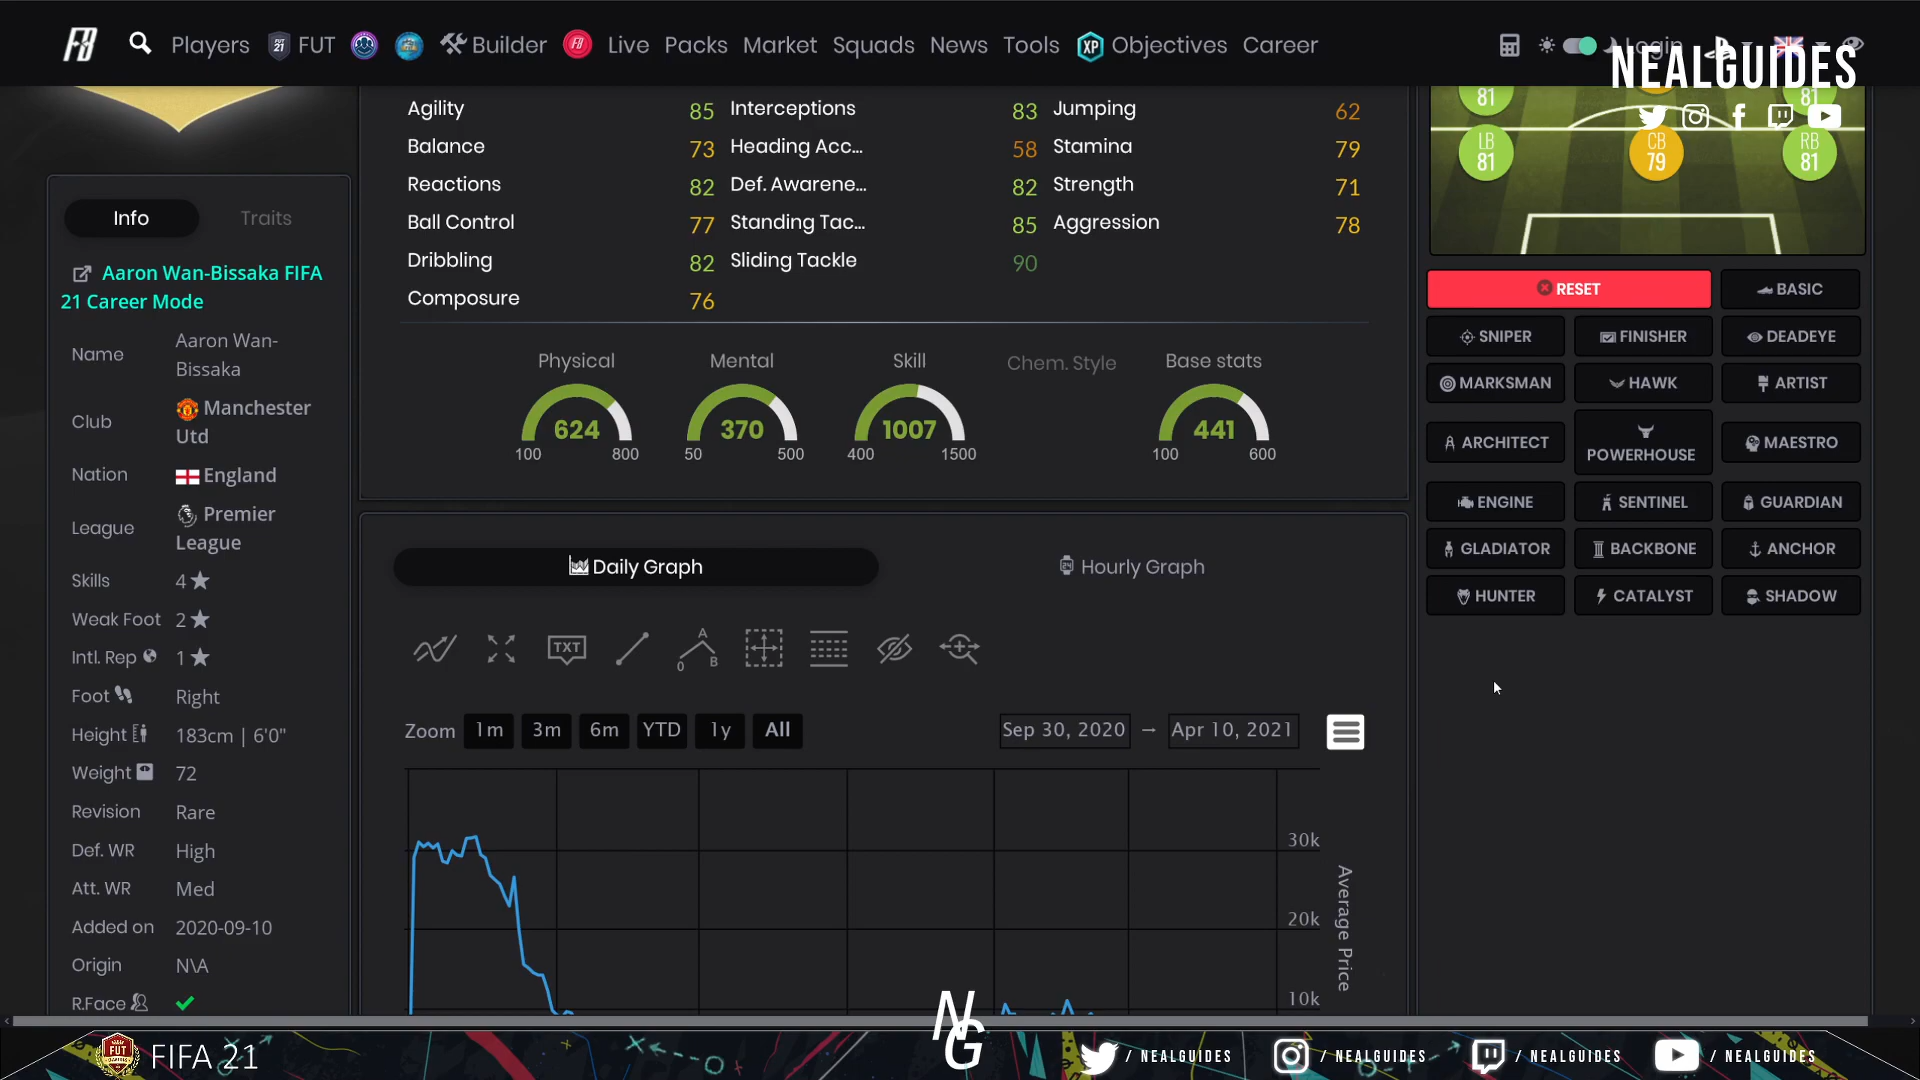 Players FUT Builder Live Packs Market Squads News Tools XP Objectives Career Login
NEALGUIDES
Agility 85 Interceptions 83 Jumping 62
Balance 73 Heading Acc... 58 Stamina 79
Reactions 82 Def. Awarene... 82 Strength 71
Ball Control 77 Standing Tac... 85 Aggression 78
Dribbling 82 Sliding Tackle 90
Composure 76
Physical Mental Skill Chem. Style Base stats
624 370 1007 441
100 800 50 500 400 1500 100 600
Info Traits
Aaron Wan-Bissaka FIFA
21 Career Mode
Name Aaron Wan-
Bissaka
Club Manchester
Utd
Nation England
League Premier
League
Skills 4
Weak Foot 2
Intl. Rep 1
Foot Right
Height 183cm | 6'0"
Weight 72
Revision Rare
Def. WR High
Att. WR Med
Added on 2020-09-10
Origin N\A
R.Face
Daily Graph Hourly Graph
TXT A 0 B
Zoom 1m 3m 6m YTD 1y All Sep 30, 2020 → Apr 10, 2021
30k
20k
10k
Average Price
81 81
LB CB RB
81 79 81
RESET BASIC
SNIPER FINISHER DEADEYE
MARKSMAN HAWK ARTIST
ARCHITECT POWERHOUSE MAESTRO
ENGINE SENTINEL GUARDIAN
GLADIATOR BACKBONE ANCHOR
HUNTER CATALYST SHADOW
FUT FIFA 21 NG / NEALGUIDES / NEALGUIDES / NEALGUIDES / NEALGUIDES